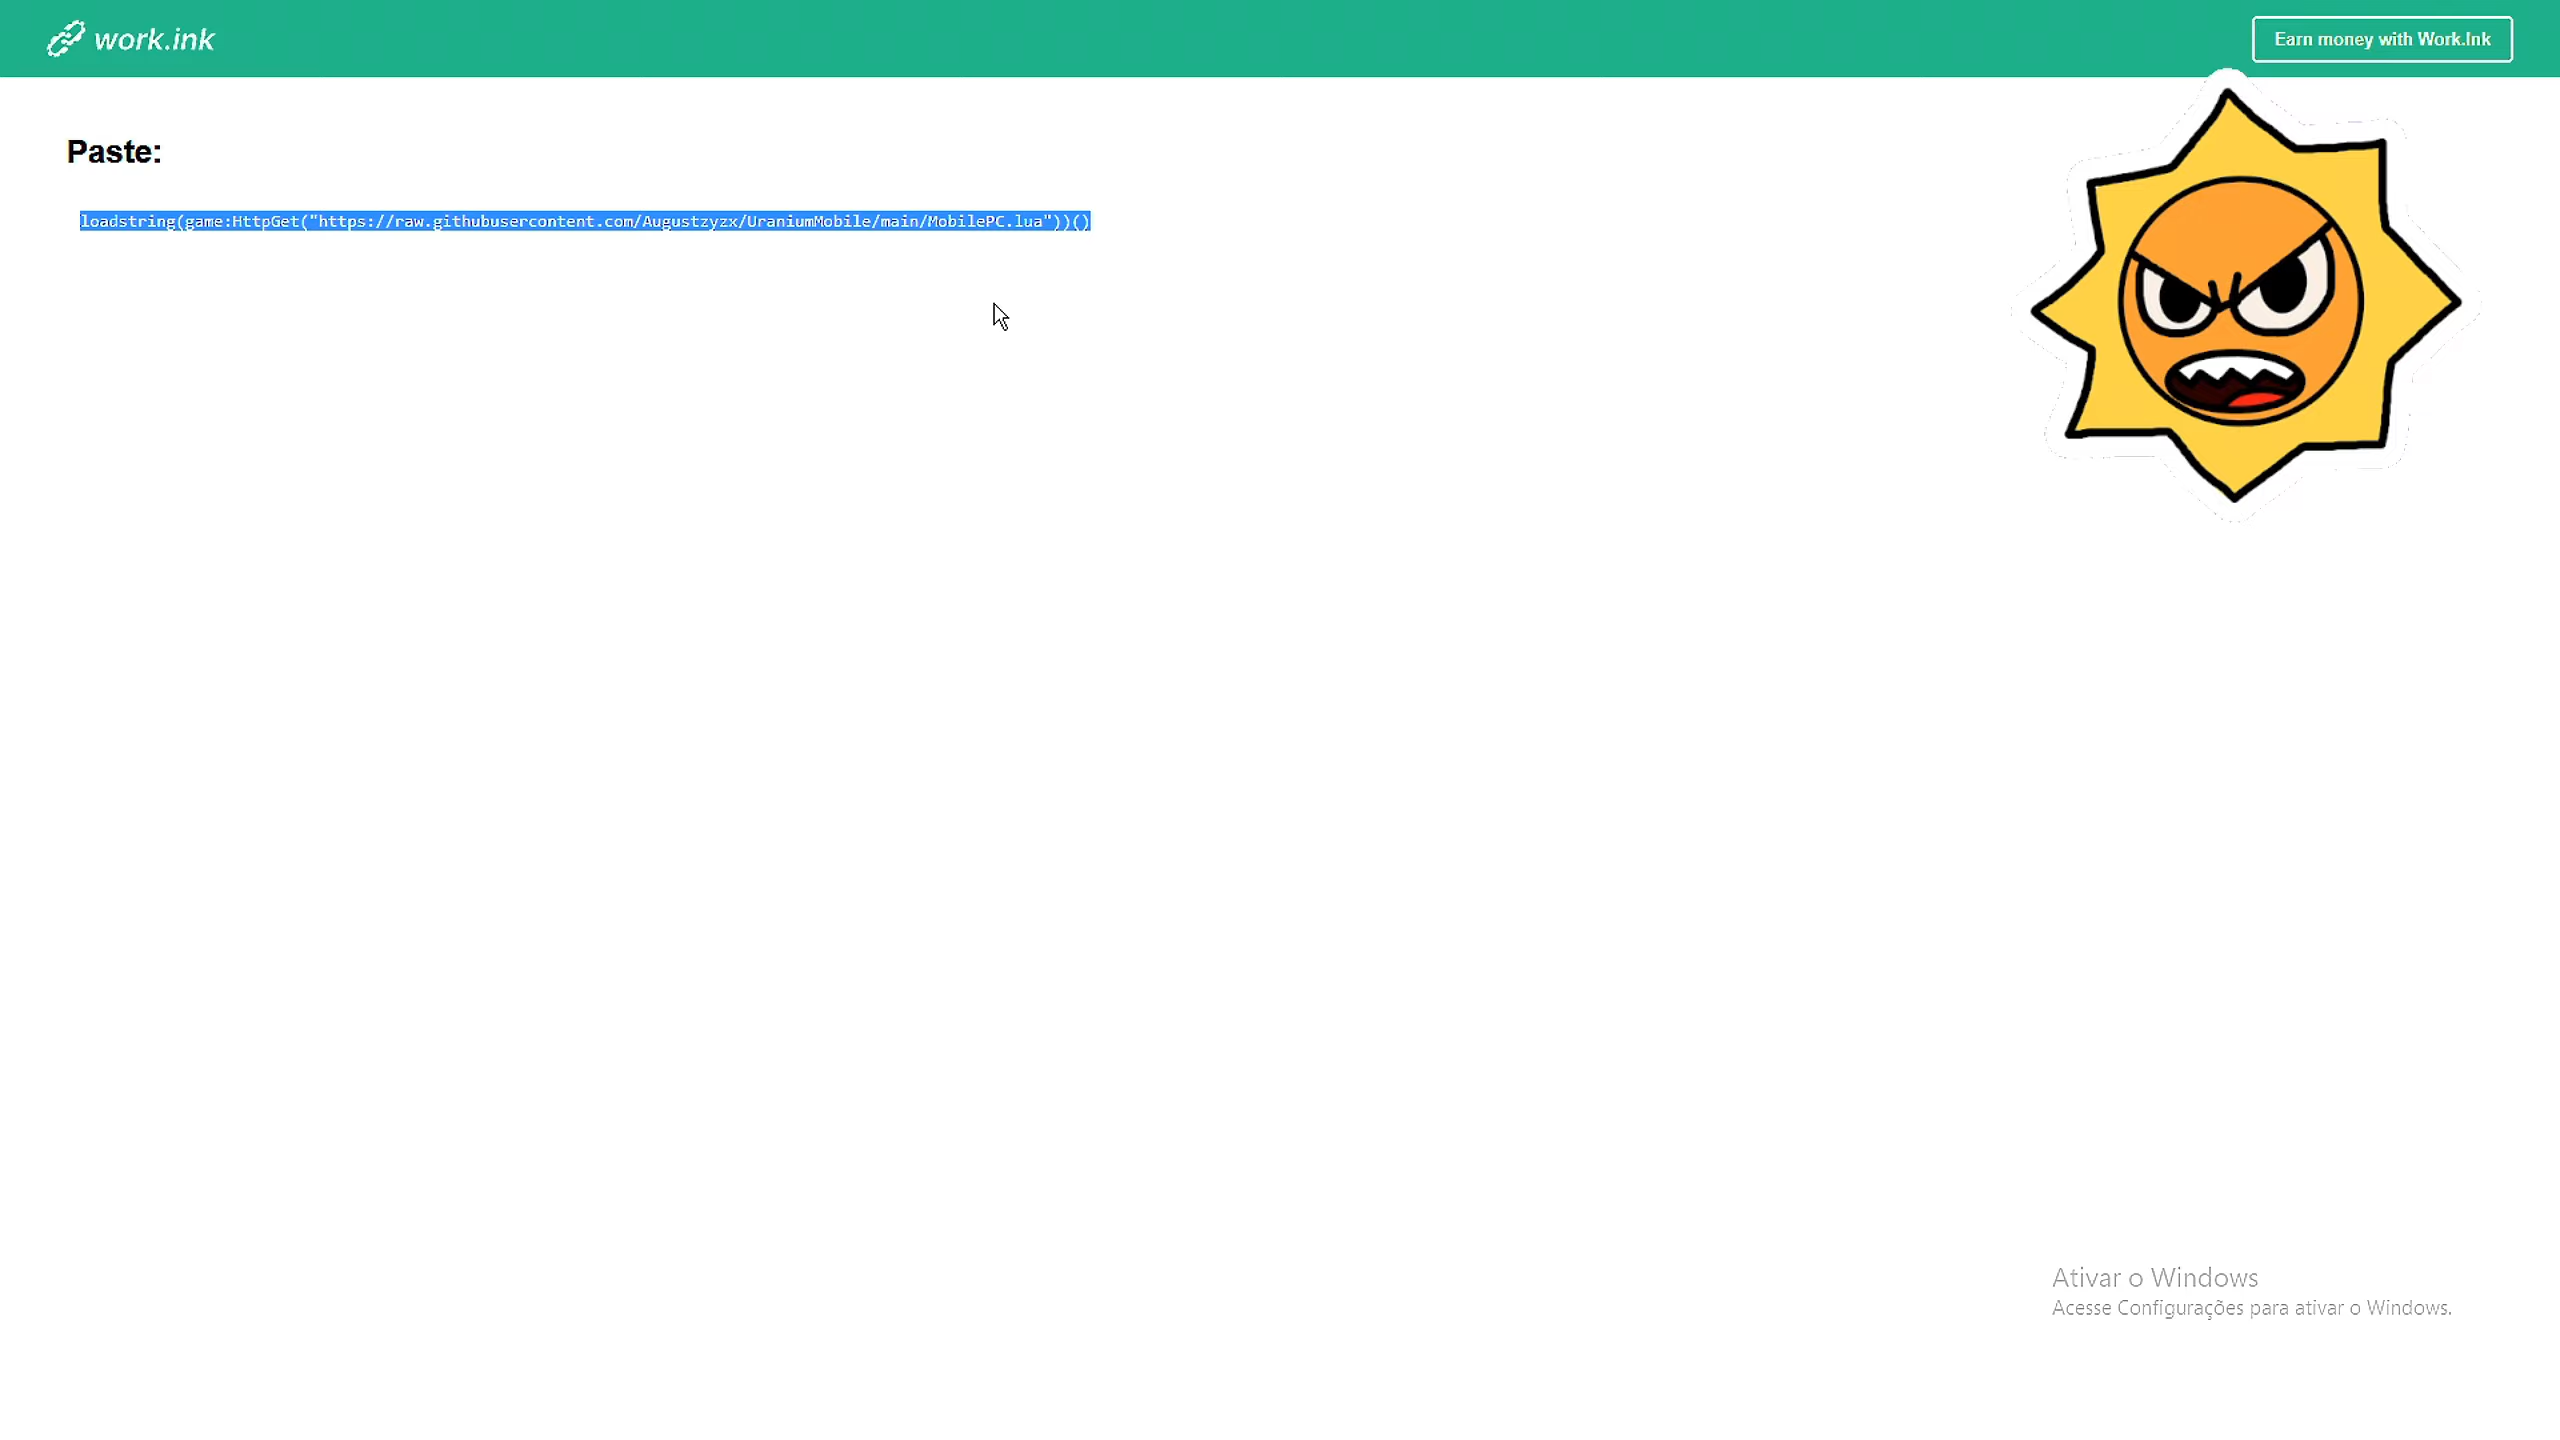 work.ink
Earn money with Work.Ink
Paste:
loadstring(game:HttpGet("https://raw.githubusercontent.com/Augustzyzx/UraniumMobile/main/MobilePC.lua"))()
Ativar o Windows
Acesse Configurações para ativar o Windows.